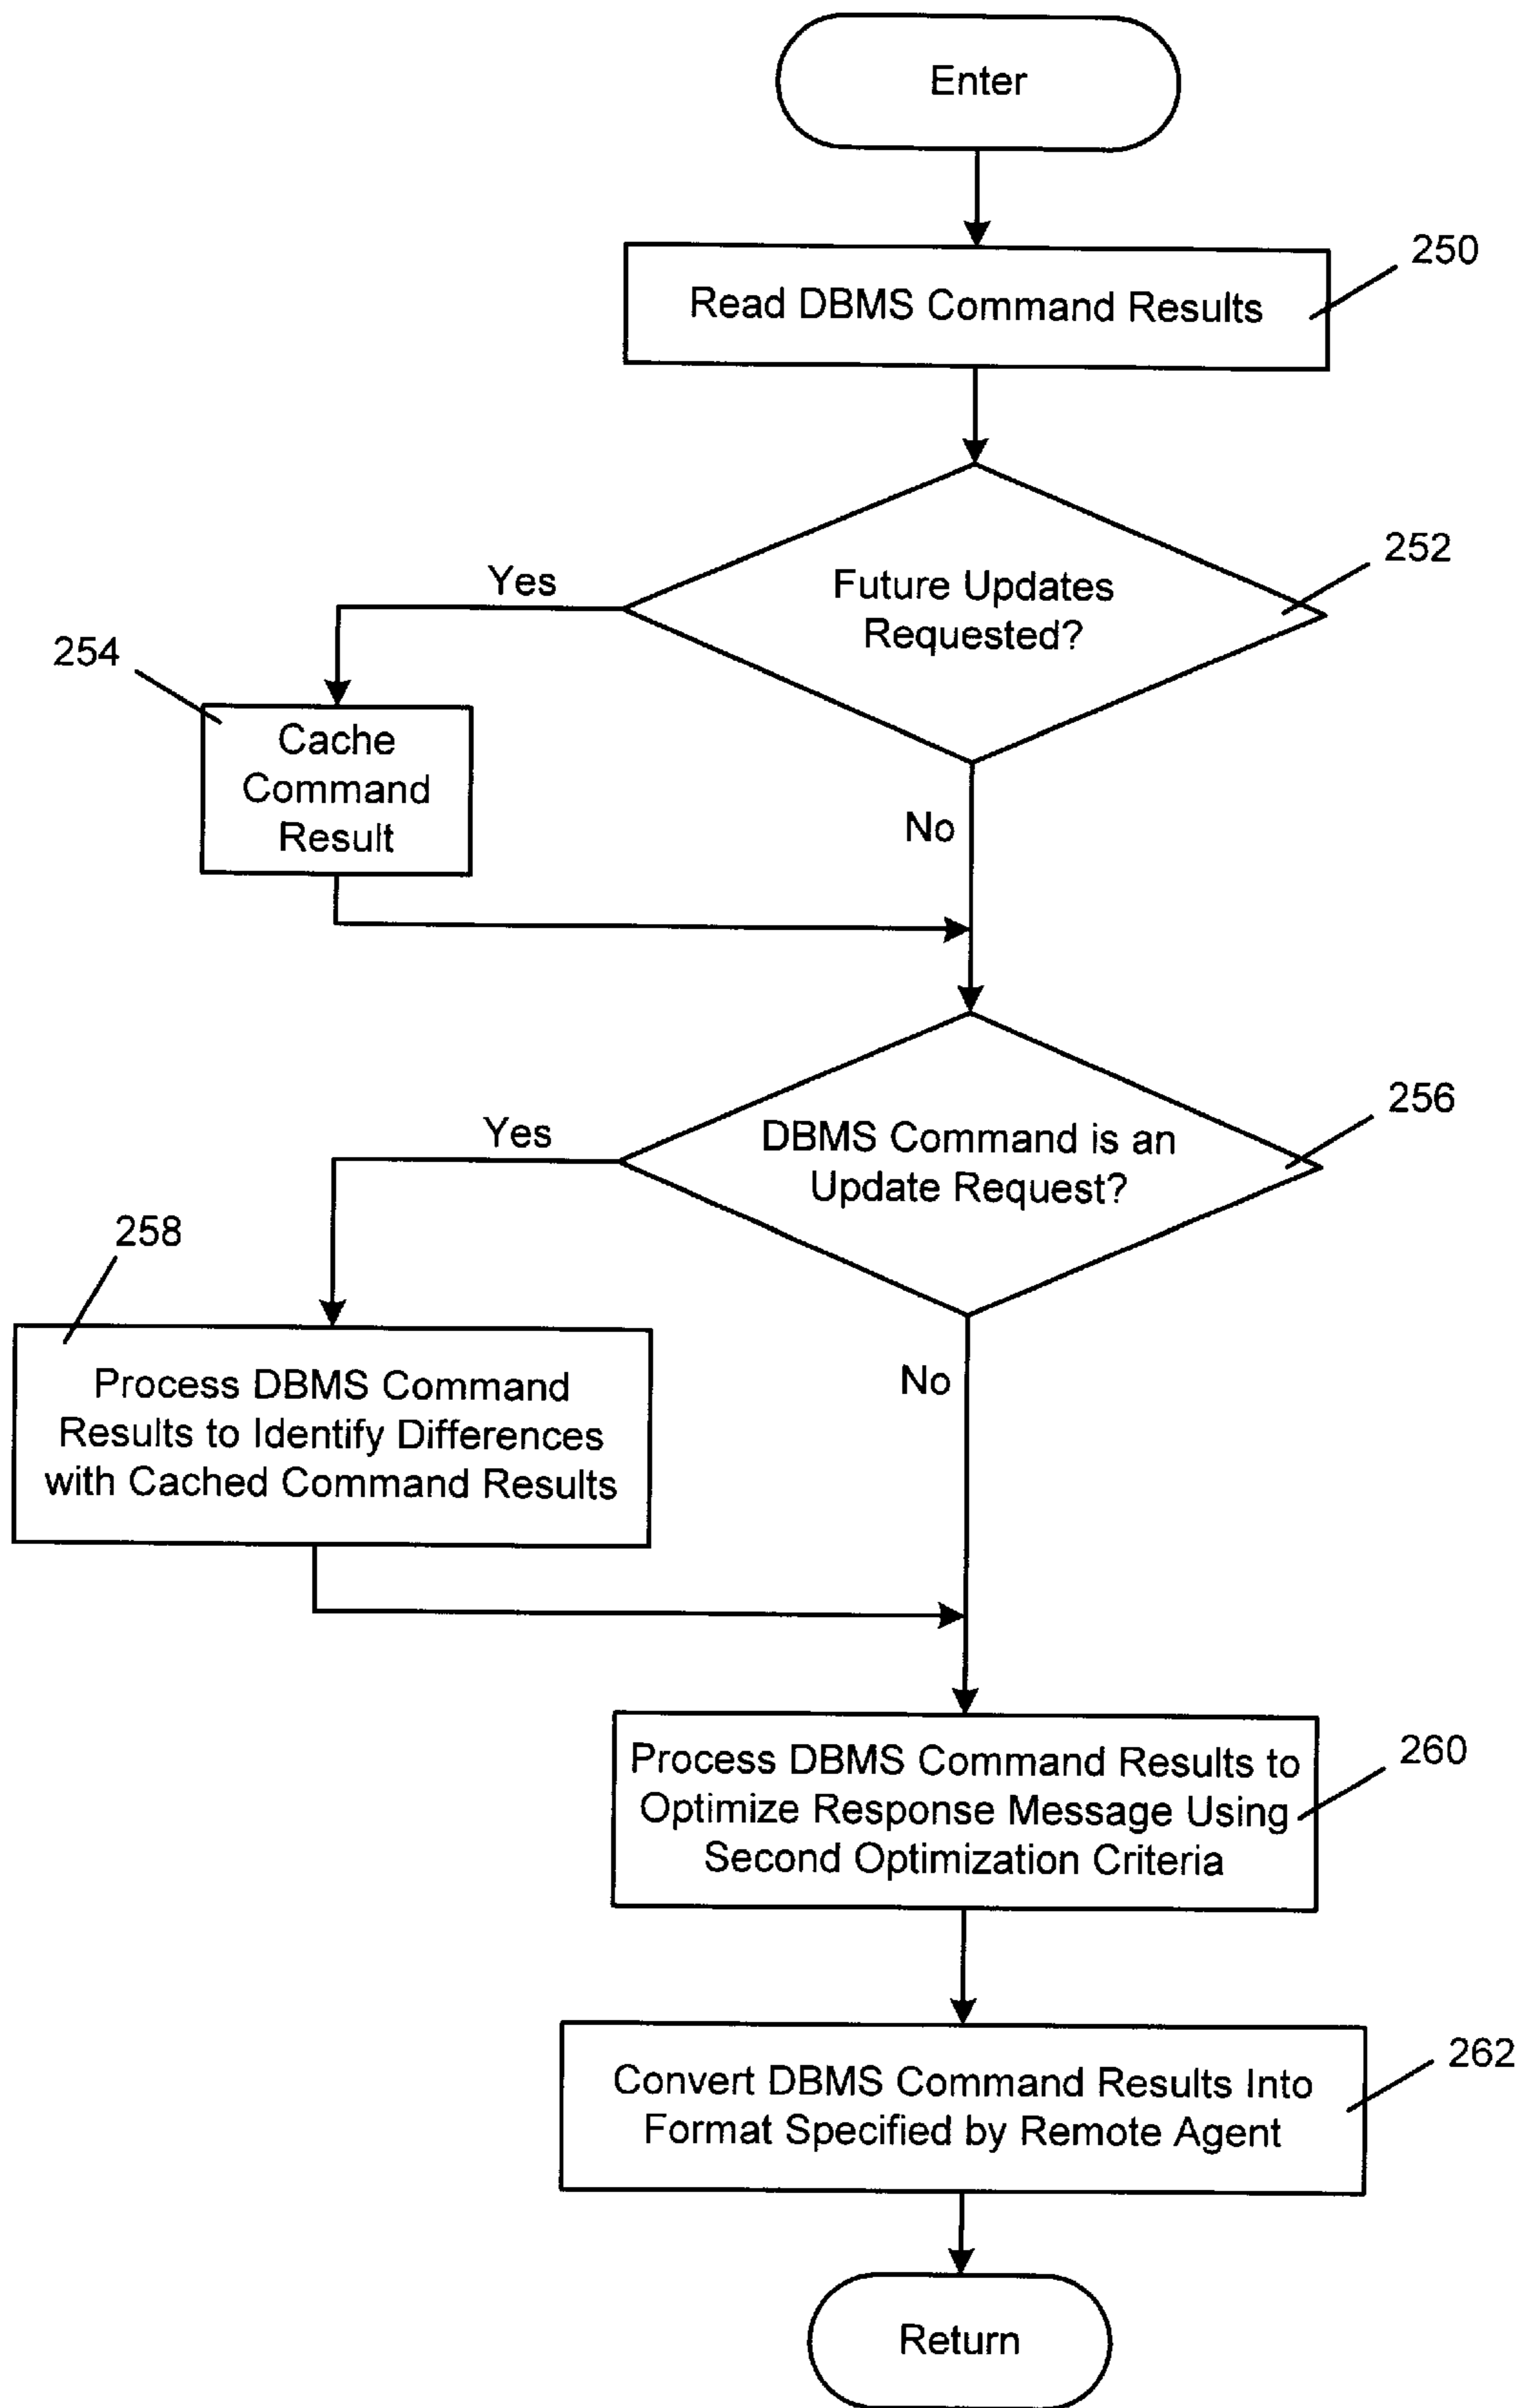 Enter
250
Read DBMS Command Results
252
Future Updates
Requested?
Yes
254
Cache
Command
Result
No
256
DBMS Command is an
Update Request?
Yes
258
Process DBMS Command
Results to Identify Differences
with Cached Command Results
No
260
Process DBMS Command Results to
Optimize Response Message Using
Second Optimization Criteria
262
Convert DBMS Command Results Into
Format Specified by Remote Agent
Return